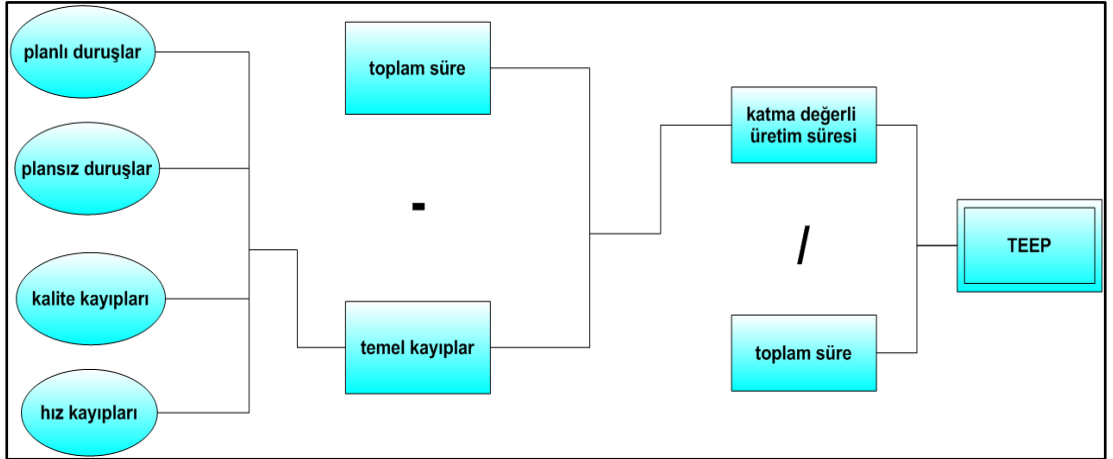 planlı duruşlar
plansız duruşlar
kalite kayıpları
hız kayıpları
toplam süre
-
temel kayıplar
katma değerli
üretim süresi
/
toplam süre
TEEP